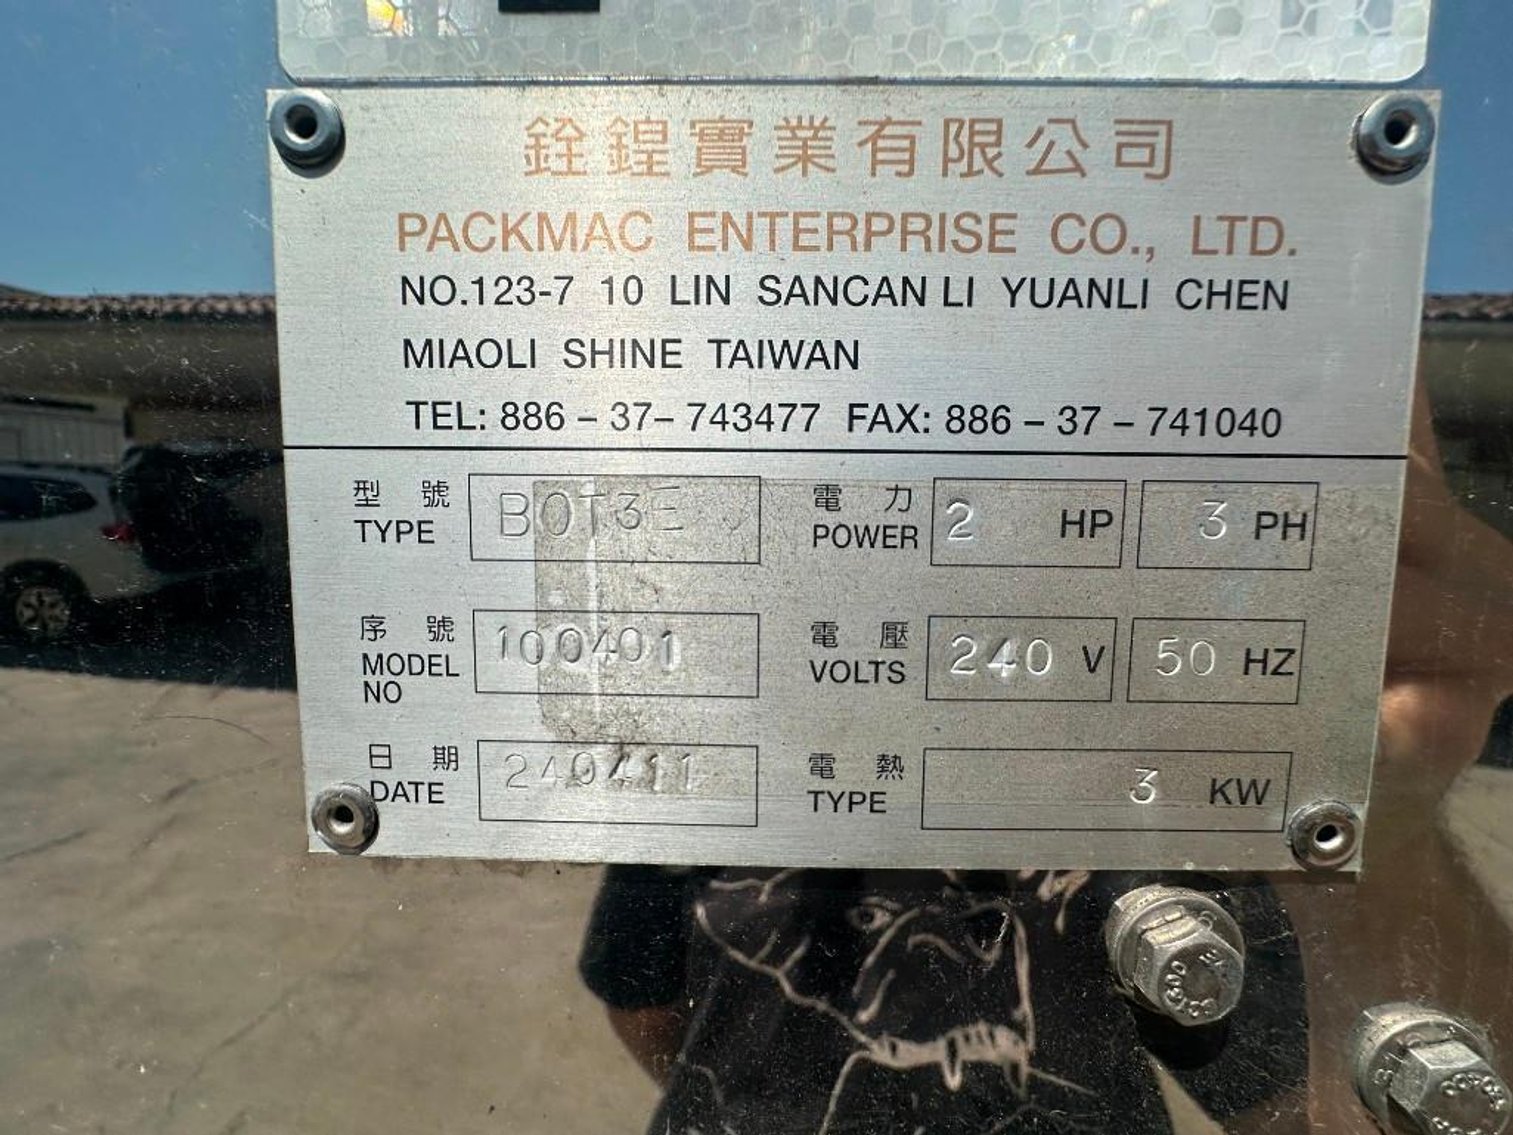 銓鍠實業有限公司
PACKMAC ENTERPRISE CO., LTD.
NO.123-7 10 LIN SANCAN LI YUANLI CHEN
MIAOLI SHINE TAIWAN
TEL: 886 – 37– 743477 FAX: 886 – 37 – 741040
型 號 TYPE BOT3E 電 力 POWER 2 HP 3 PH
序 號 MODEL NO 100401 電 壓 VOLTS 240 V 50 HZ
日 期 DATE 240411 電 熱 TYPE 3 KW